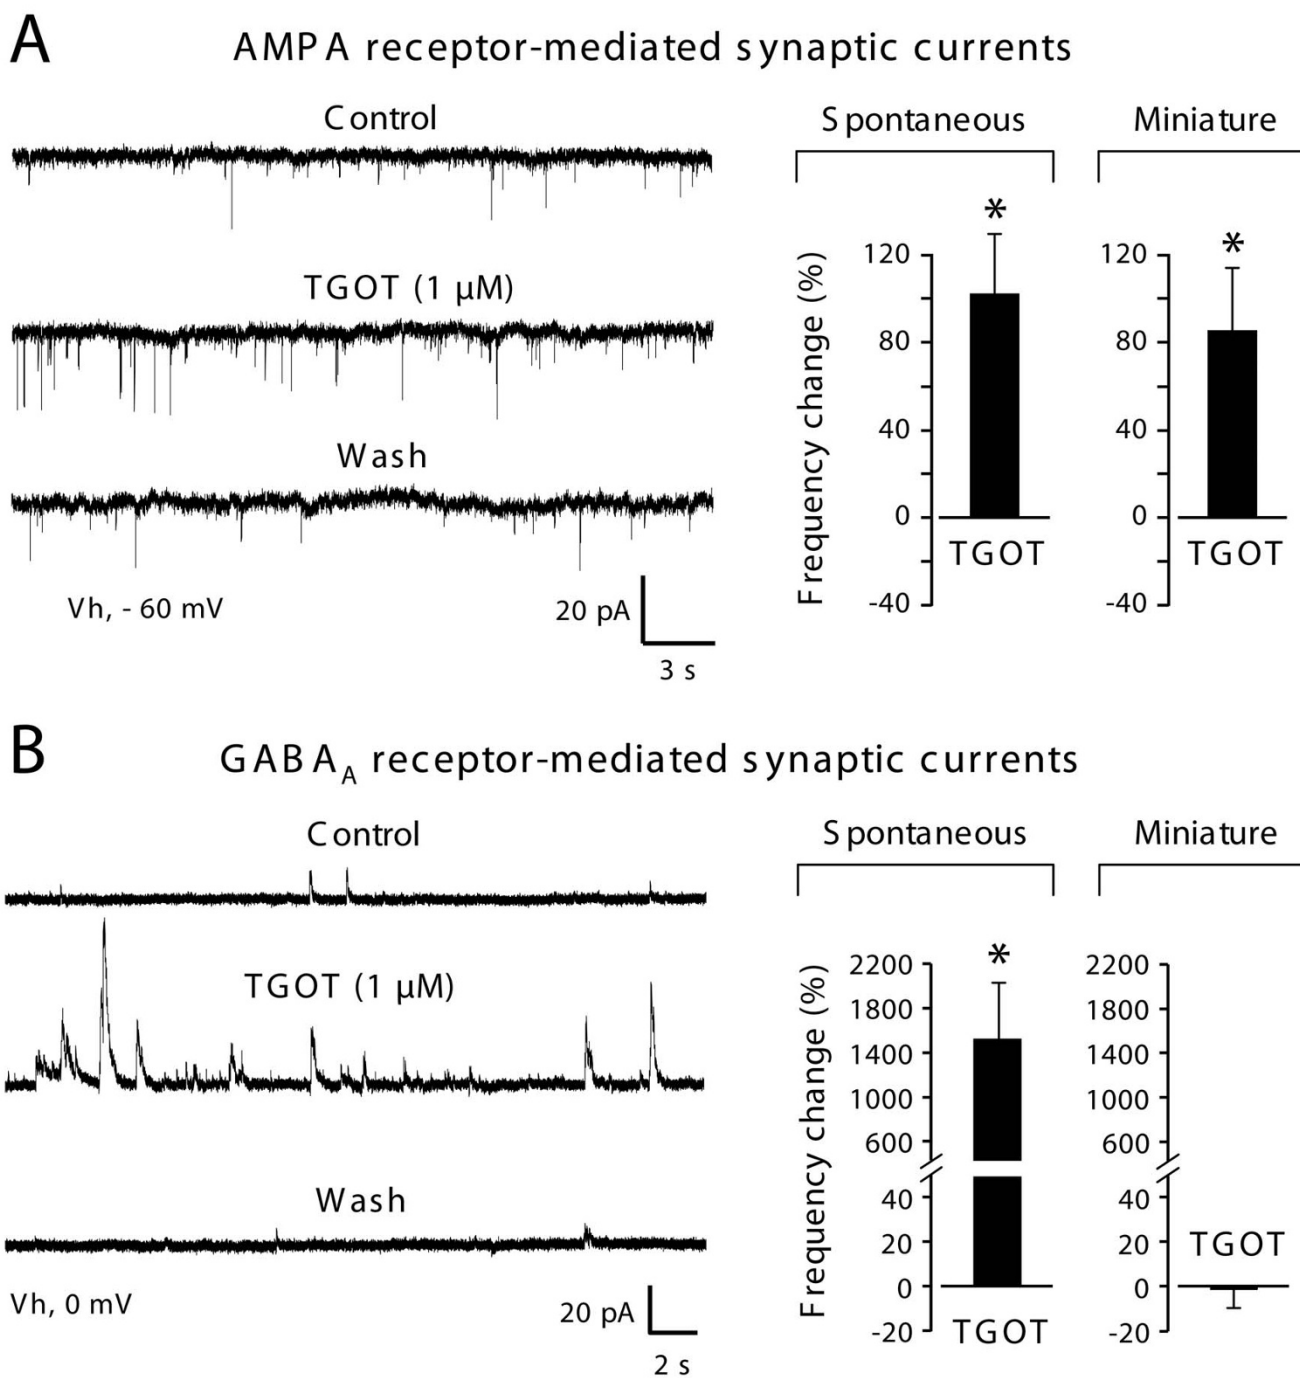 A
AMPA receptor-mediated synaptic currents
Control
TGOT (1 μM)
Wash
Vh, - 60 mV
20 pA
3 s
Spontaneous
Miniature
*
*
Frequency change (%)
120
80
40
0
-40
TGOT
120
80
40
0
-40
TGOT
B
GABA_A receptor-mediated synaptic currents
Control
TGOT (1 μM)
Wash
Vh, 0 mV
20 pA
2 s
Spontaneous
Miniature
*
Frequency change (%)
2200
1800
1400
1000
600
40
20
0
-20
TGOT
2200
1800
1400
1000
600
40
20
0
-20
TGOT